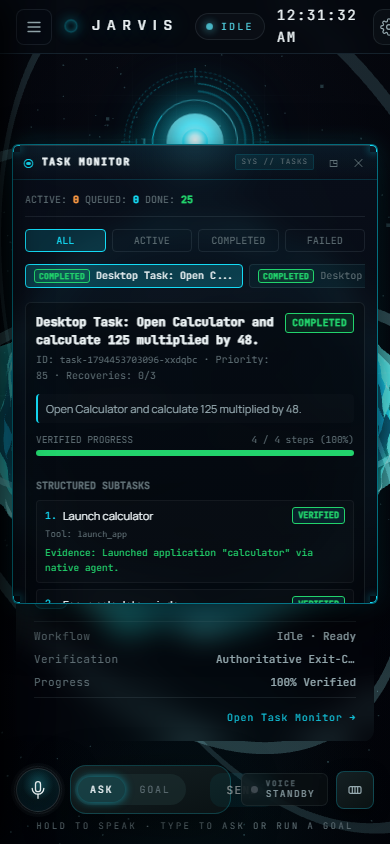 JARVIS
IDLE
12:31:32
AM
TASK MONITOR
SYS // TASKS
ACTIVE: 0 QUEUED: 0 DONE: 25
ALL
ACTIVE
COMPLETED
FAILED
COMPLETED Desktop Task: Open C...
COMPLETED Desktop
Desktop Task: Open Calculator and
calculate 125 multiplied by 48.
COMPLETED
ID: task-1794453703096-xxdqbc · Priority:
85 · Recoveries: 0/3
Open Calculator and calculate 125 multiplied by 48.
VERIFIED PROGRESS
4 / 4 steps (100%)
STRUCTURED SUBTASKS
1. Launch calculator
VERIFIED
Tool: launch_app
Evidence: Launched application "calculator" via
native agent.
VERIFIED
Workflow
Idle · Ready
Verification
Authoritative Exit-C…
Progress
100% Verified
Open Task Monitor →
ASK
GOAL
SE
VOICE
STANDBY
HOLD TO SPEAK · TYPE TO ASK OR RUN A GOAL